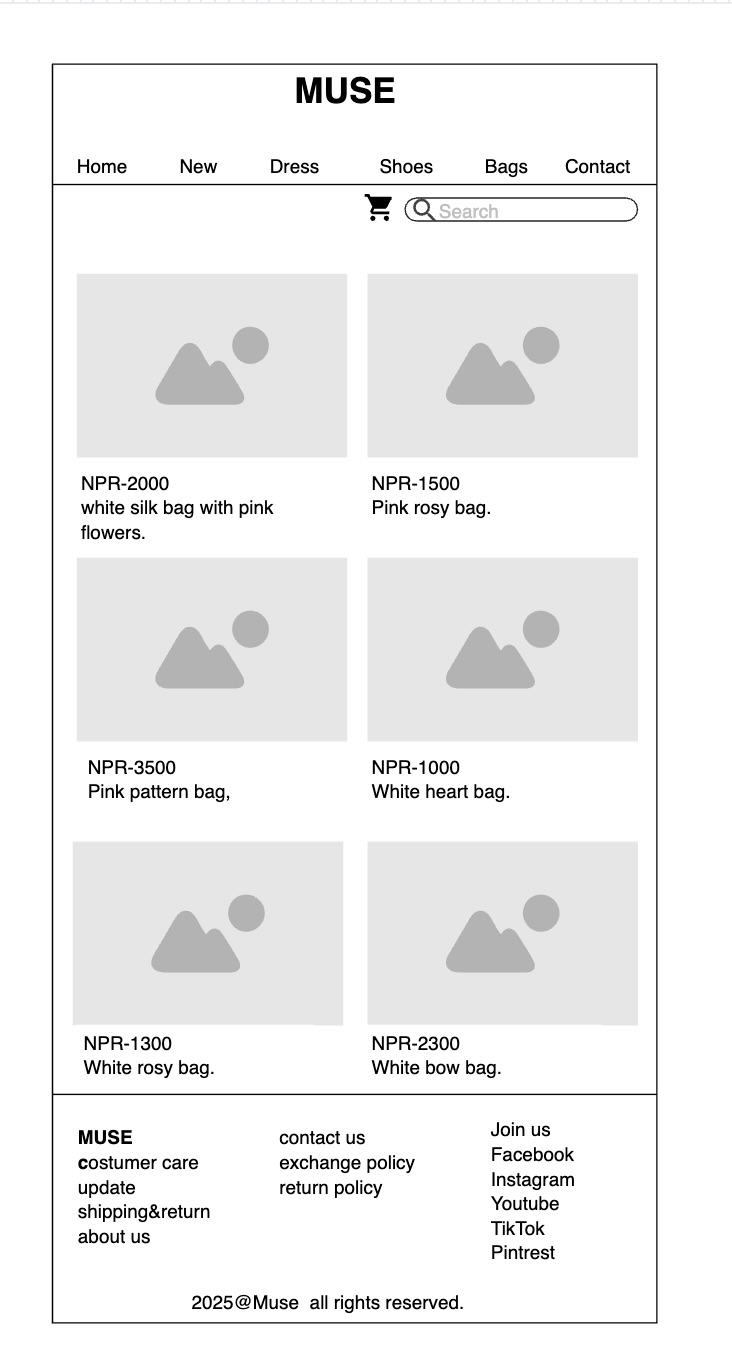 MUSE
Home New Dress Shoes Bags Contact
Search
NPR-2000
white silk bag with pink
flowers.
NPR-1500
Pink rosy bag.
NPR-3500
Pink pattern bag,
NPR-1000
White heart bag.
NPR-1300
White rosy bag.
NPR-2300
White bow bag.
MUSE
costumer care
update
shipping&return
about us
contact us
exchange policy
return policy
Join us
Facebook
Instagram
Youtube
TikTok
Pintrest
2025@Muse all rights reserved.